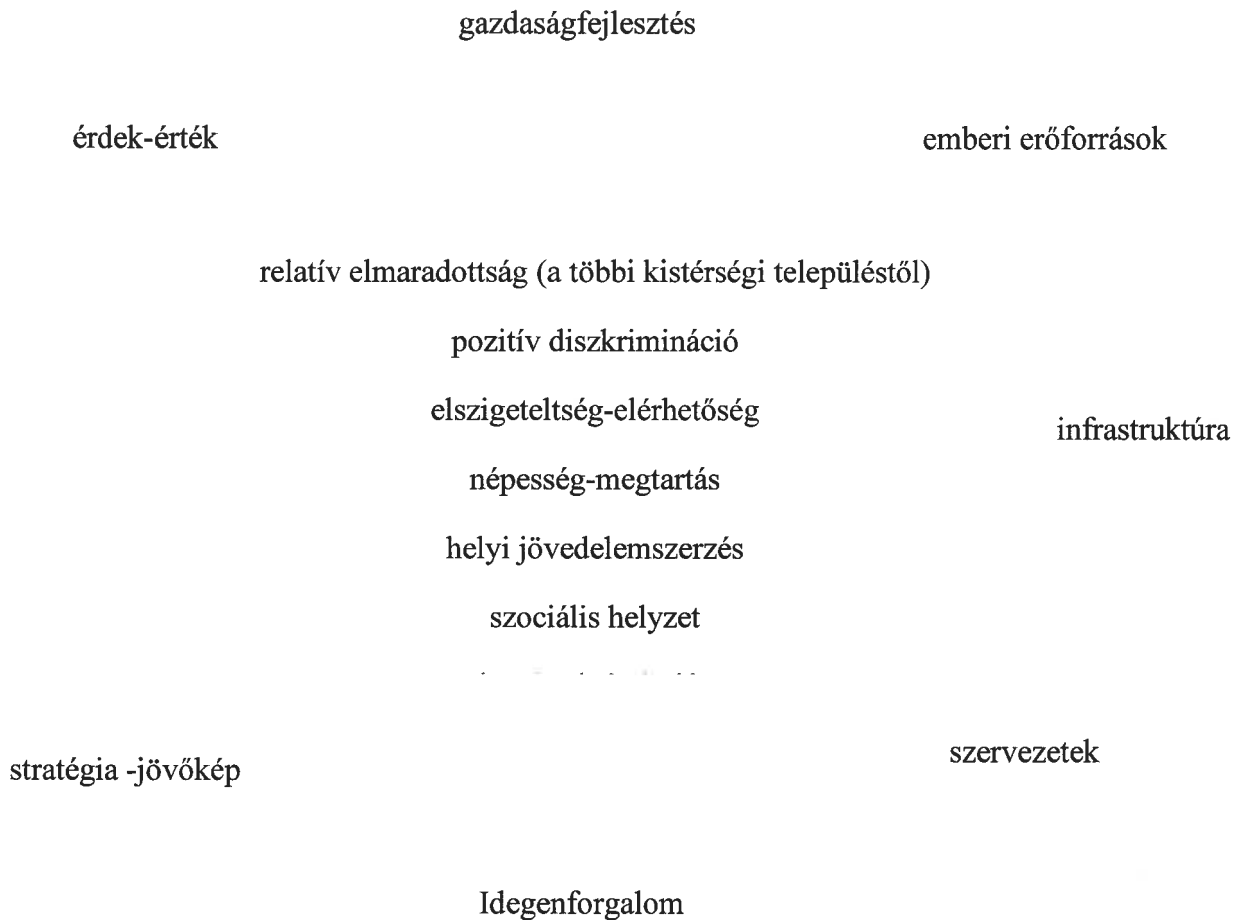 gazdaságfejlesztés
érdek-érték
emberi erőforrások
relatív elmaradottság (a többi kistérségi településtől)
pozitív diszkrimináció
elszigeteltség-elérhetőség
infrastruktúra
népesség-megtartás
helyi jövedelemszerzés
szociális helyzet
szervezetek
stratégia -jövőkép
Idegenforgalom